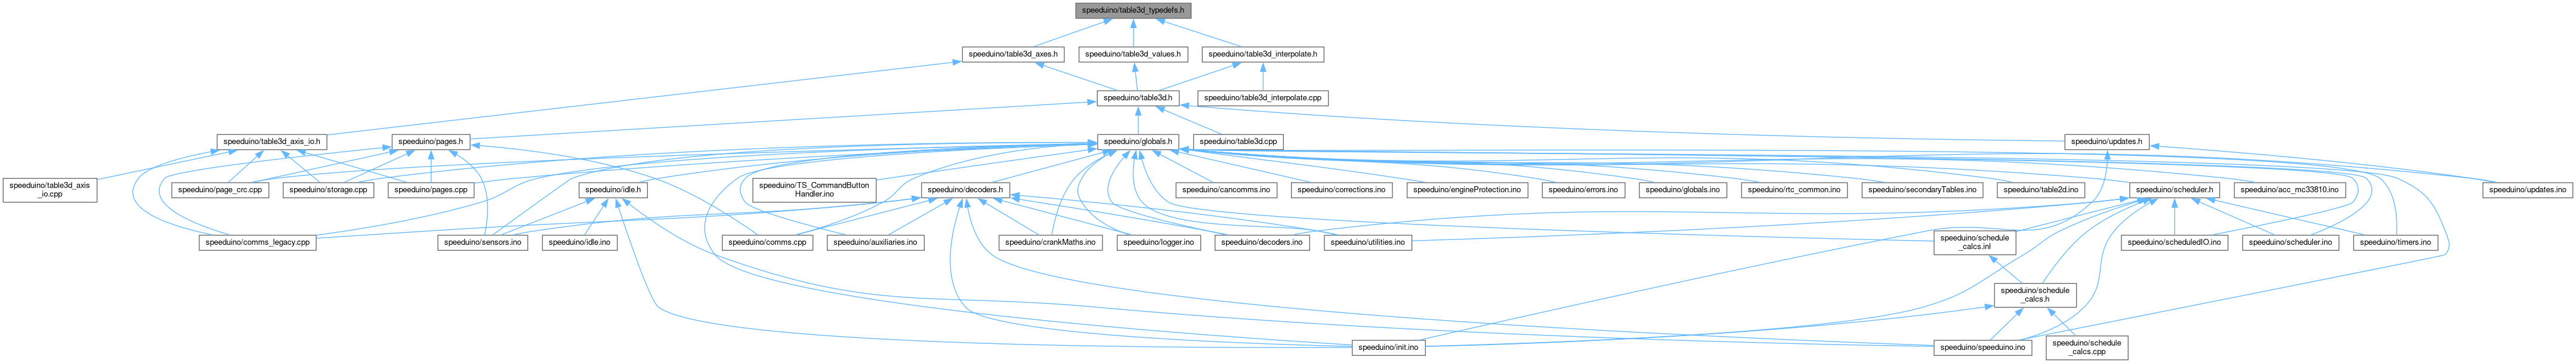 speeduino/table3d_typedefs.h
speeduino/table3d_axes.h
speeduino/table3d_values.h
speeduino/table3d_interpolate.h
speeduino/table3d.h
speeduino/table3d_interpolate.cpp
speeduino/table3d_axis_io.h
speeduino/pages.h
speeduino/globals.h
speeduino/table3d.cpp
speeduino/updates.h
speeduino/table3d_axis
_io.cpp
speeduino/page_crc.cpp
speeduino/storage.cpp
speeduino/pages.cpp
speeduino/idle.h
speeduino/TS_CommandButton
Handler.ino
speeduino/decoders.h
speeduino/cancomms.ino
speeduino/corrections.ino
speeduino/engineProtection.ino
speeduino/errors.ino
speeduino/globals.ino
speeduino/rtc_common.ino
speeduino/secondaryTables.ino
speeduino/table2d.ino
speeduino/scheduler.h
speeduino/acc_mc33810.ino
speeduino/updates.ino
speeduino/comms_legacy.cpp
speeduino/sensors.ino
speeduino/idle.ino
speeduino/comms.cpp
speeduino/auxiliaries.ino
speeduino/crankMaths.ino
speeduino/logger.ino
speeduino/decoders.ino
speeduino/utilities.ino
speeduino/schedule
_calcs.inl
speeduino/scheduledIO.ino
speeduino/scheduler.ino
speeduino/timers.ino
speeduino/schedule
_calcs.h
speeduino/init.ino
speeduino/speeduino.ino
speeduino/schedule
_calcs.cpp